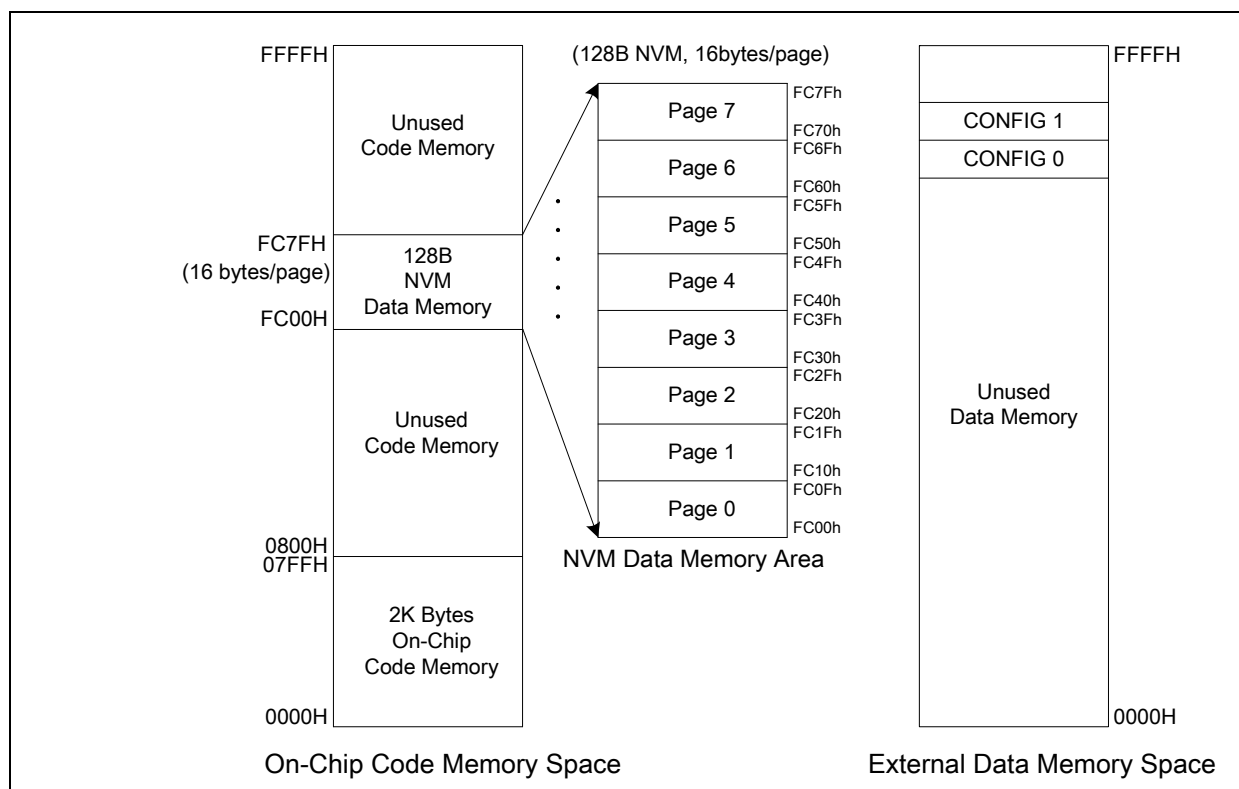 FFFFH
Unused
Code Memory
FC7FH
(16 bytes/page)
128B
NVM
Data Memory
FC00H
Unused
Code Memory
0800H
07FFH
2K Bytes
On-Chip
Code Memory
0000H
On-Chip Code Memory Space
(128B NVM, 16bytes/page)
FC7Fh
Page 7
FC70h
FC6Fh
Page 6
FC60h
FC5Fh
Page 5
FC50h
FC4Fh
Page 4
FC40h
FC3Fh
Page 3
FC30h
FC2Fh
Page 2
FC20h
FC1Fh
Page 1
FC10h
FC0Fh
Page 0
FC00h
NVM Data Memory Area
FFFFH
CONFIG 1
CONFIG 0
Unused
Data Memory
0000H
External Data Memory Space